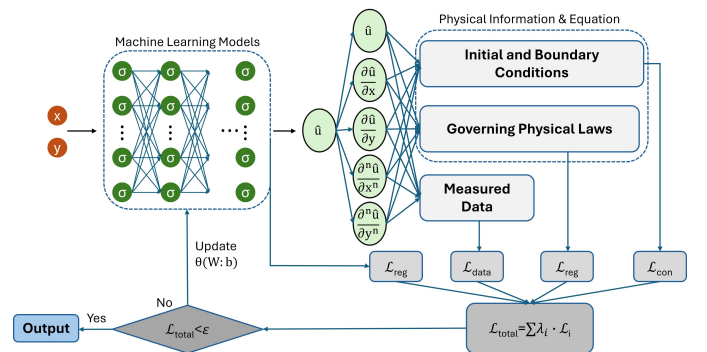 Physical Information & Equation
Machine Learning Models
σ σ σ
σ σ σ
σ σ σ
σ σ σ
x
y
û
û
∂û/∂x
∂û/∂y
∂ⁿû/∂xⁿ
∂ⁿû/∂yⁿ
Initial and Boundary
Conditions
Governing Physical Laws
Measured
Data
Update
θ(W: b)
ℒreg
ℒdata
ℒreg
ℒcon
No
Yes
Output
ℒtotal<ε
ℒtotal=∑λi · ℒi